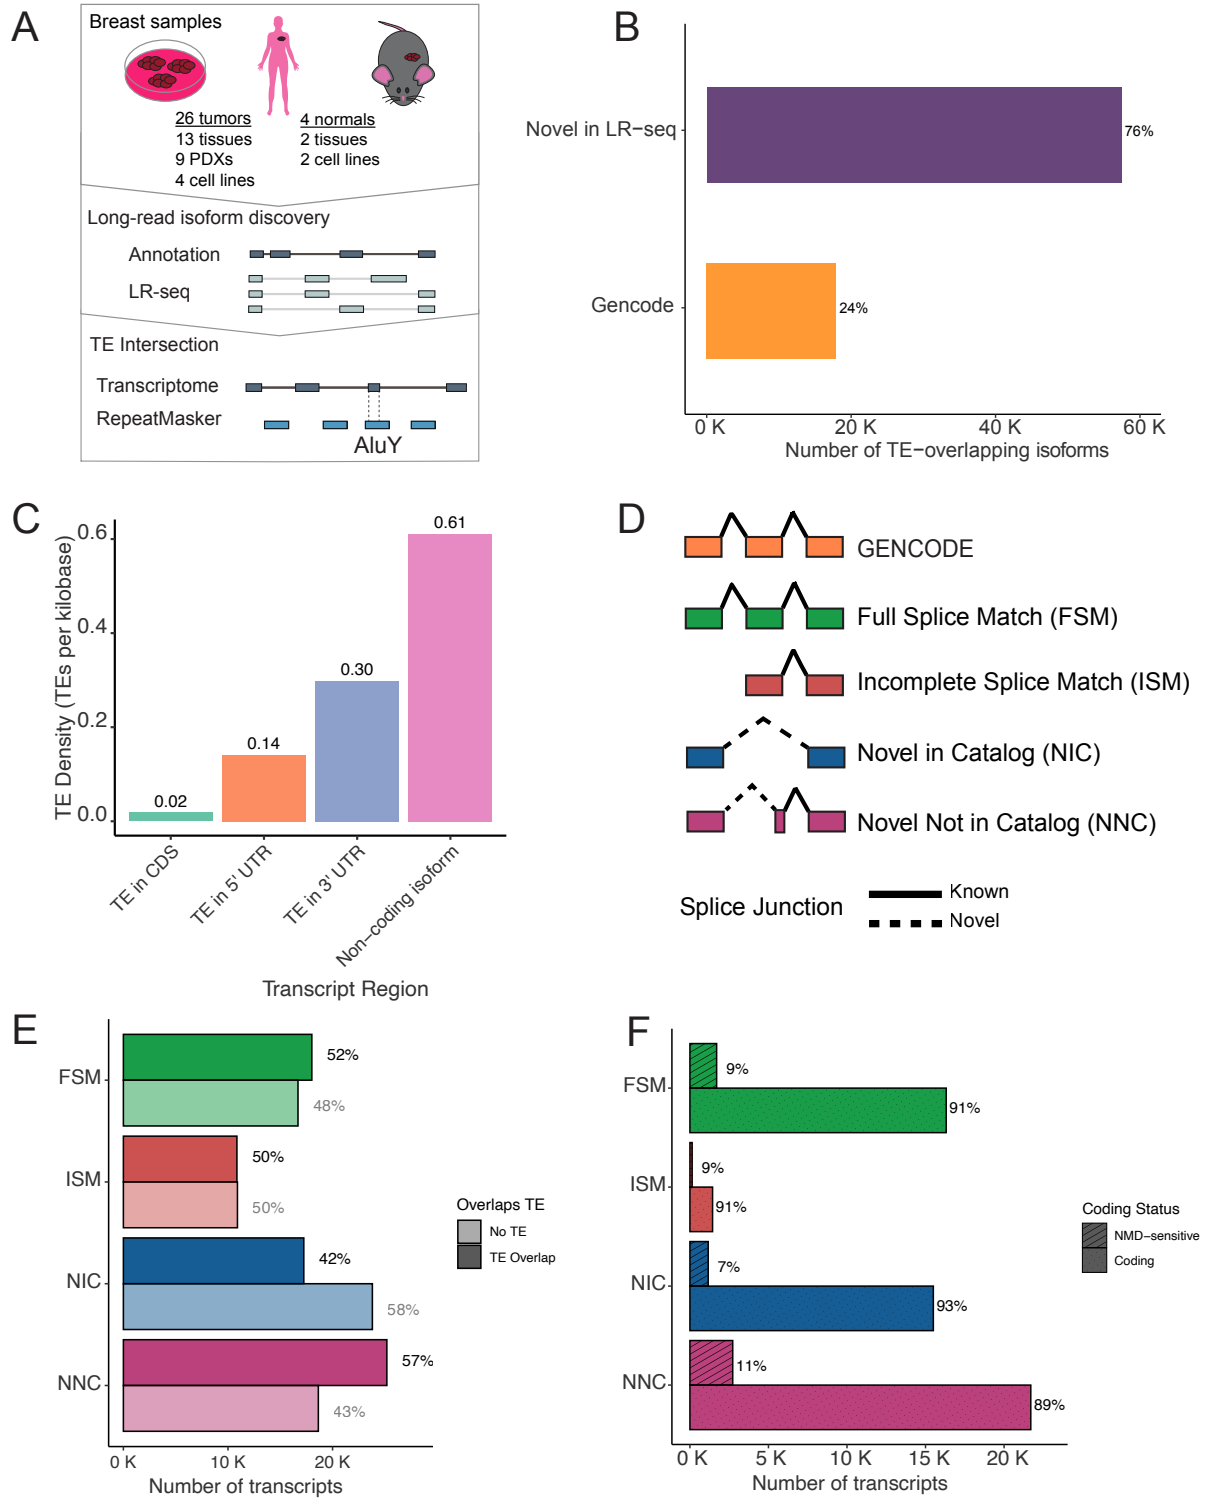 A
Breast samples
26 tumors
13 tissues
9 PDXs
4 cell lines
4 normals
2 tissues
2 cell lines
Long-read isoform discovery
Annotation
LR-seq
TE Intersection
Transcriptome
RepeatMasker
AluY
B
Novel in LR−seq
76%
Gencode
24%
0 K
20 K
40 K
60 K
Number of TE−overlapping isoforms
C
TE Density (TEs per kilobase)
0.6
0.4
0.2
0.0
0.02
0.14
0.30
0.61
TE in CDS
TE in 5' UTR
TE in 3' UTR
Non−coding isoform
Transcript Region
D
GENCODE
Full Splice Match (FSM)
Incomplete Splice Match (ISM)
Novel in Catalog (NIC)
Novel Not in Catalog (NNC)
Splice Junction
Known
Novel
E
FSM
52%
48%
ISM
50%
50%
NIC
42%
58%
NNC
57%
43%
0 K
10 K
20 K
Number of transcripts
Overlaps TE
No TE
TE Overlap
F
FSM
9%
91%
ISM
9%
91%
NIC
7%
93%
NNC
11%
89%
0 K
5 K
10 K
15 K
20 K
Number of transcripts
Coding Status
NMD−sensitive
Coding